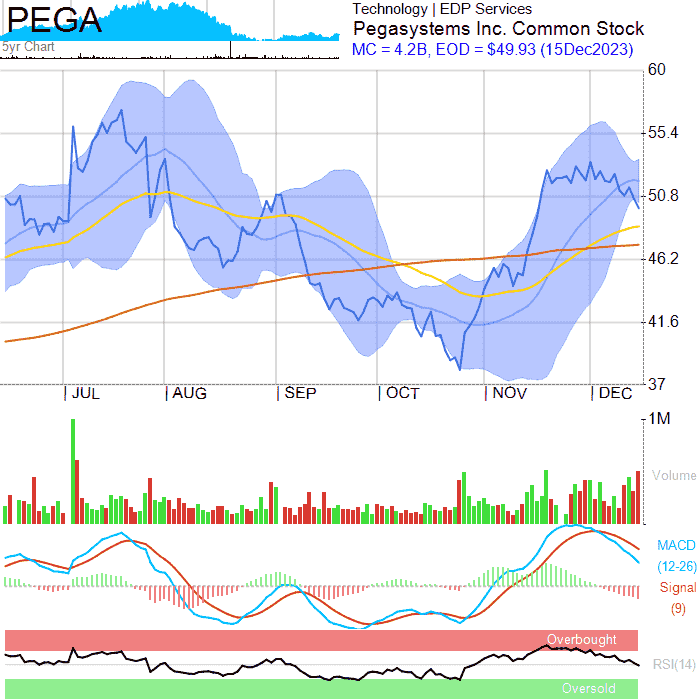 PEGA
5yr Chart
Technology | EDP Services
Pegasystems Inc. Common Stock
MC = 4.2B, EOD = $49.93 (15Dec2023)
60
55.4
50.8
46.2
41.6
37
JUL AUG SEP OCT NOV DEC
1M
Volume
MACD
(12-26)
Signal
(9)
Overbought
RSI(14)
Oversold